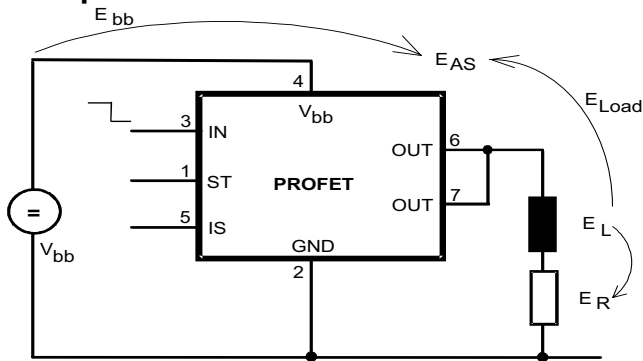 E bb
E AS
E Load
4
V bb
3
IN
1
ST
5
IS
PROFET
OUT
6
OUT
7
GND
2
=
V bb
E L
E R